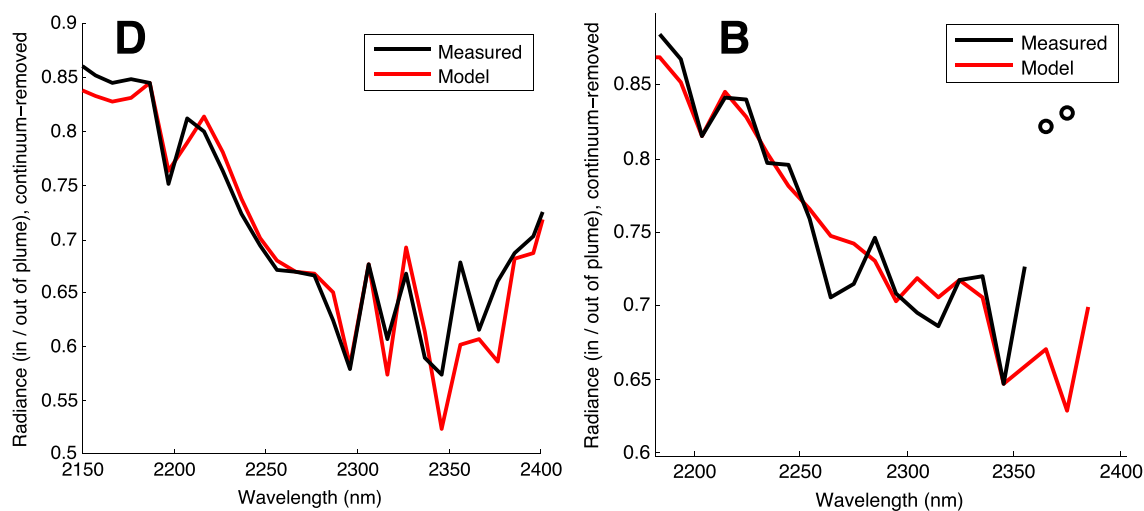 D
Measured
Model
0.9
0.85
0.8
0.75
0.7
0.65
0.6
0.55
0.5
2150
2200
2250
2300
2350
2400
Wavelength (nm)
Radiance (in / out of plume), continuum−removed
B
Measured
Model
0.85
0.8
0.75
0.7
0.65
0.6
2200
2250
2300
2350
2400
Wavelength (nm)
Radiance (in / out of plume), continuum−removed